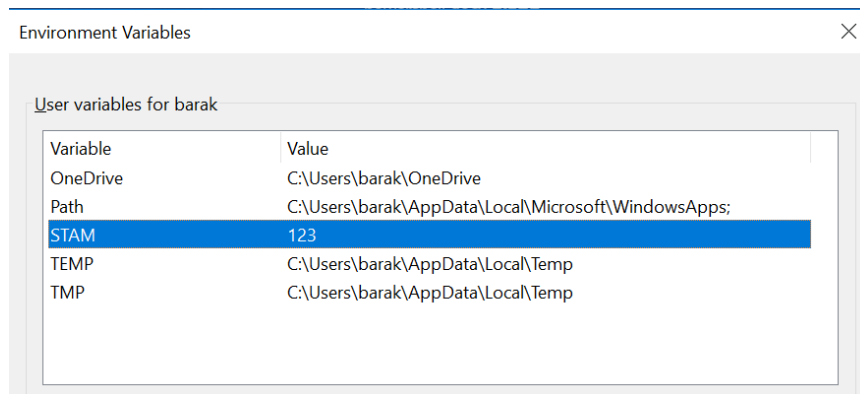 Environment Variables
User variables for barak
Variable Value
OneDrive C:\Users\barak\OneDrive
Path C:\Users\barak\AppData\Local\Microsoft\WindowsApps;
STAM 123
TEMP C:\Users\barak\AppData\Local\Temp
TMP C:\Users\barak\AppData\Local\Temp